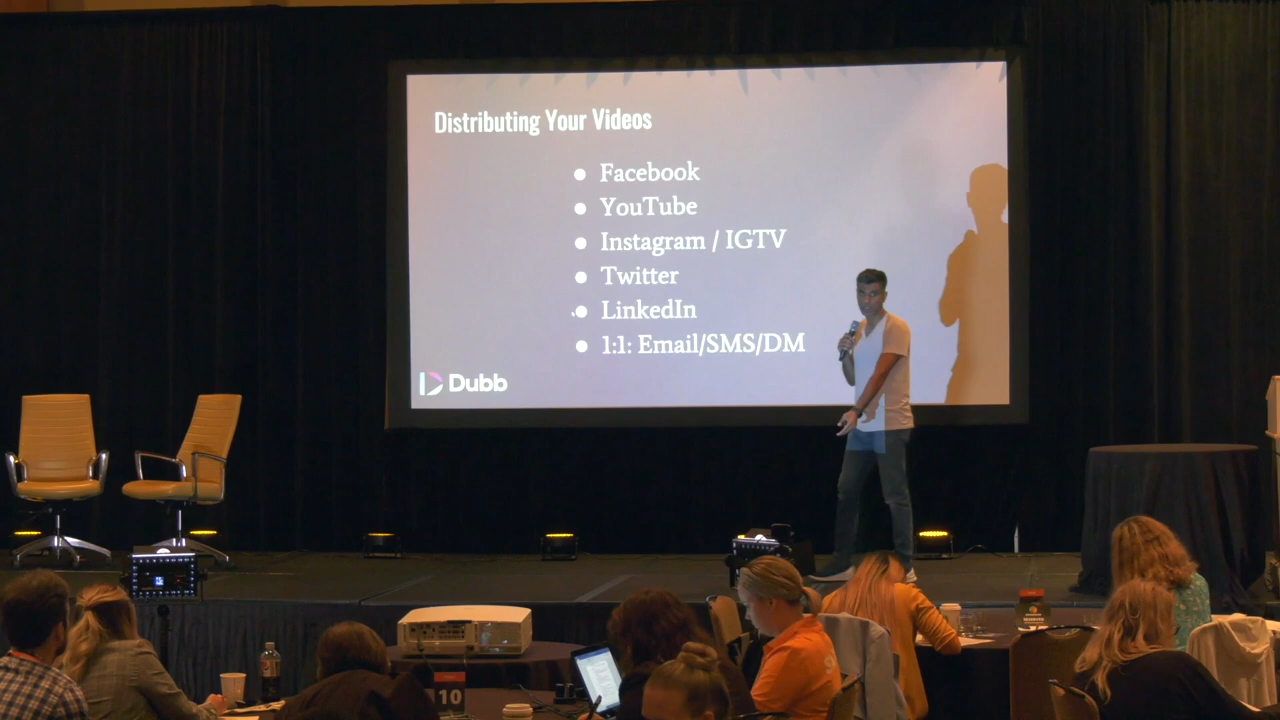 Distributing Your Videos
● Facebook
● YouTube
● Instagram / IGTV
● Twitter
● LinkedIn
● 1:1: Email/SMS/DM
Dubb
10